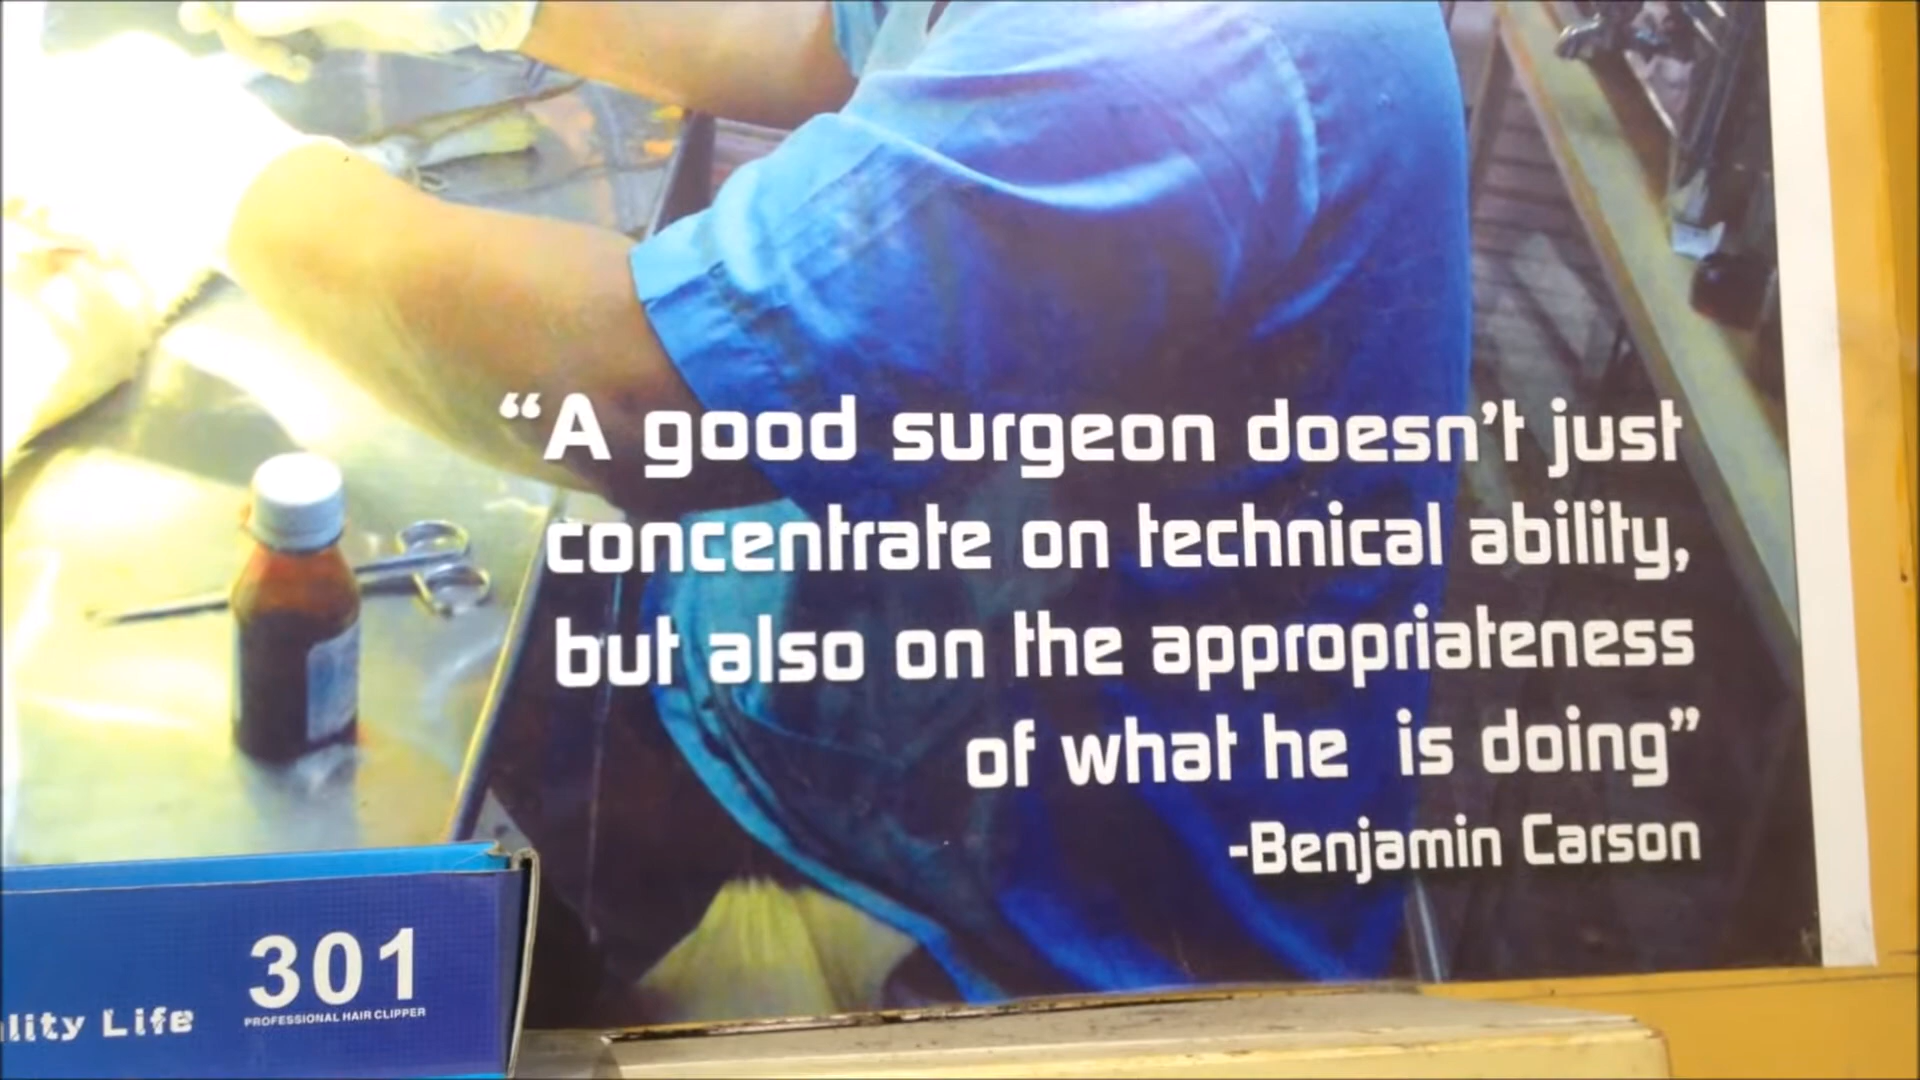 “A good surgeon doesn’t just
concentrate on technical ability,
but also on the appropriateness
of what he is doing”
-Benjamin Carson
301
PROFESSIONAL HAIR CLIPPER
Life